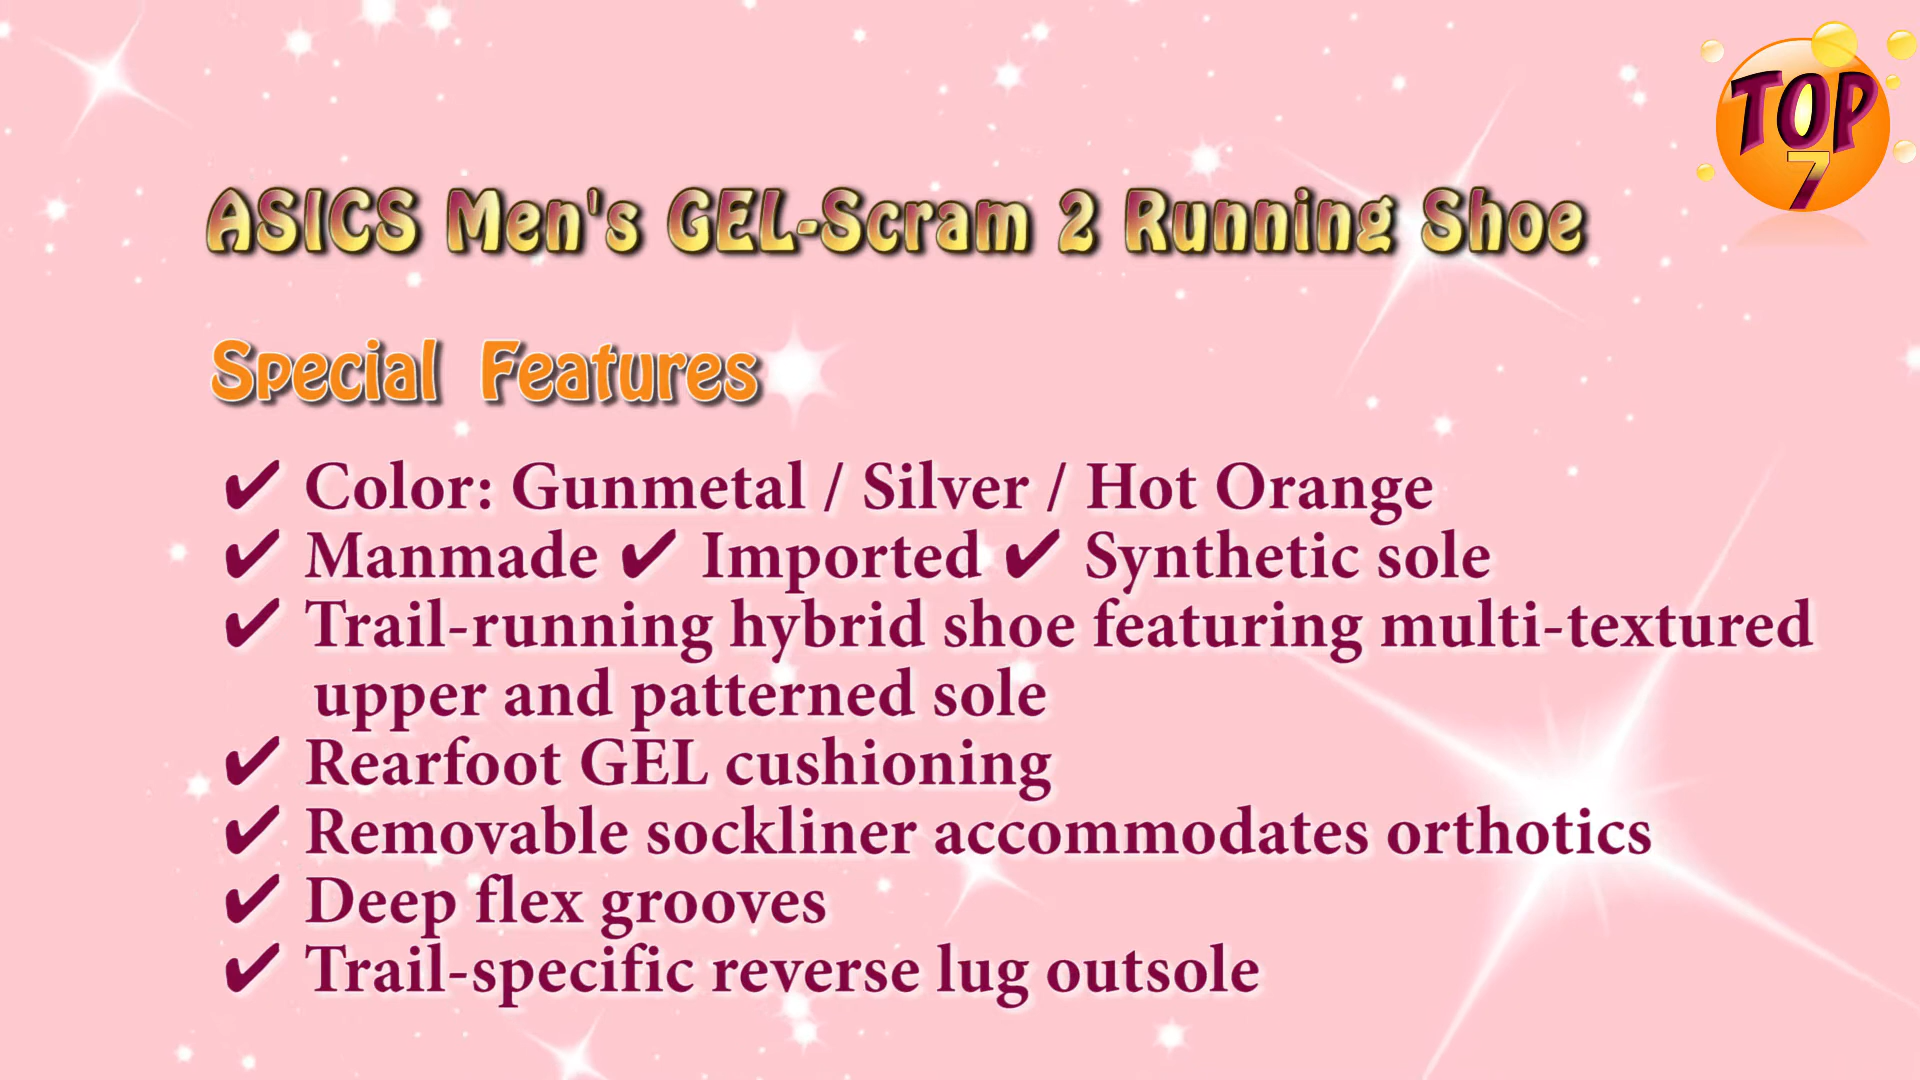 TOP
7
ASICS Men's GEL-Scram 2 Running Shoe
Special Features
✔ Color: Gunmetal / Silver / Hot Orange
✔ Manmade ✔ Imported ✔ Synthetic sole
✔ Trail-running hybrid shoe featuring multi-textured
upper and patterned sole
✔ Rearfoot GEL cushioning
✔ Removable sockliner accommodates orthotics
✔ Deep flex grooves
✔ Trail-specific reverse lug outsole